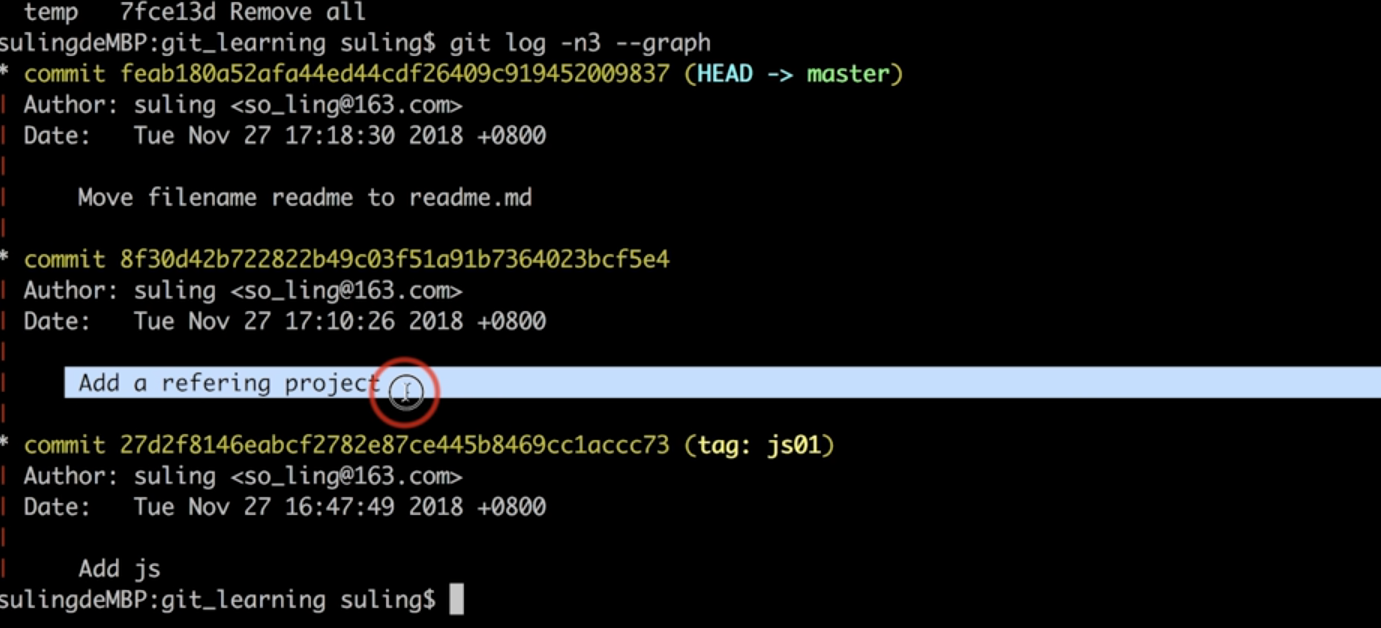 temp   7fce13d Remove all
sulingdeMBP:git_learning suling$ git log -n3 --graph
* commit feab180a52afa44ed44cdf26409c919452009837 (HEAD -> master)
| Author: suling <so_ling@163.com>
| Date:   Tue Nov 27 17:18:30 2018 +0800
|
|     Move filename readme to readme.md
|
* commit 8f30d42b722822b49c03f51a91b7364023bcf5e4
| Author: suling <so_ling@163.com>
| Date:   Tue Nov 27 17:10:26 2018 +0800
|
|     Add a refering project
|
* commit 27d2f8146eabcf2782e87ce445b8469cc1accc73 (tag: js01)
| Author: suling <so_ling@163.com>
| Date:   Tue Nov 27 16:47:49 2018 +0800
|
|     Add js
sulingdeMBP:git_learning suling$